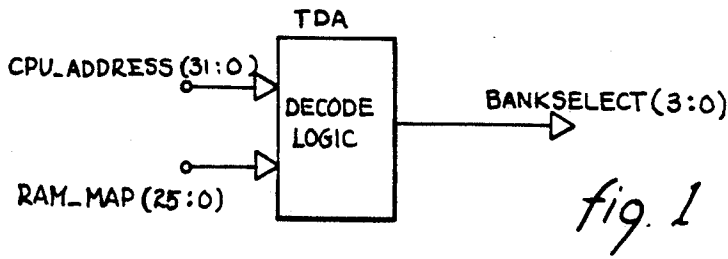 TDA
CPU_ADDRESS (31:0)
DECODE
LOGIC
BANKSELECT (3:0)
RAM_MAP (25:0)
fig. 1